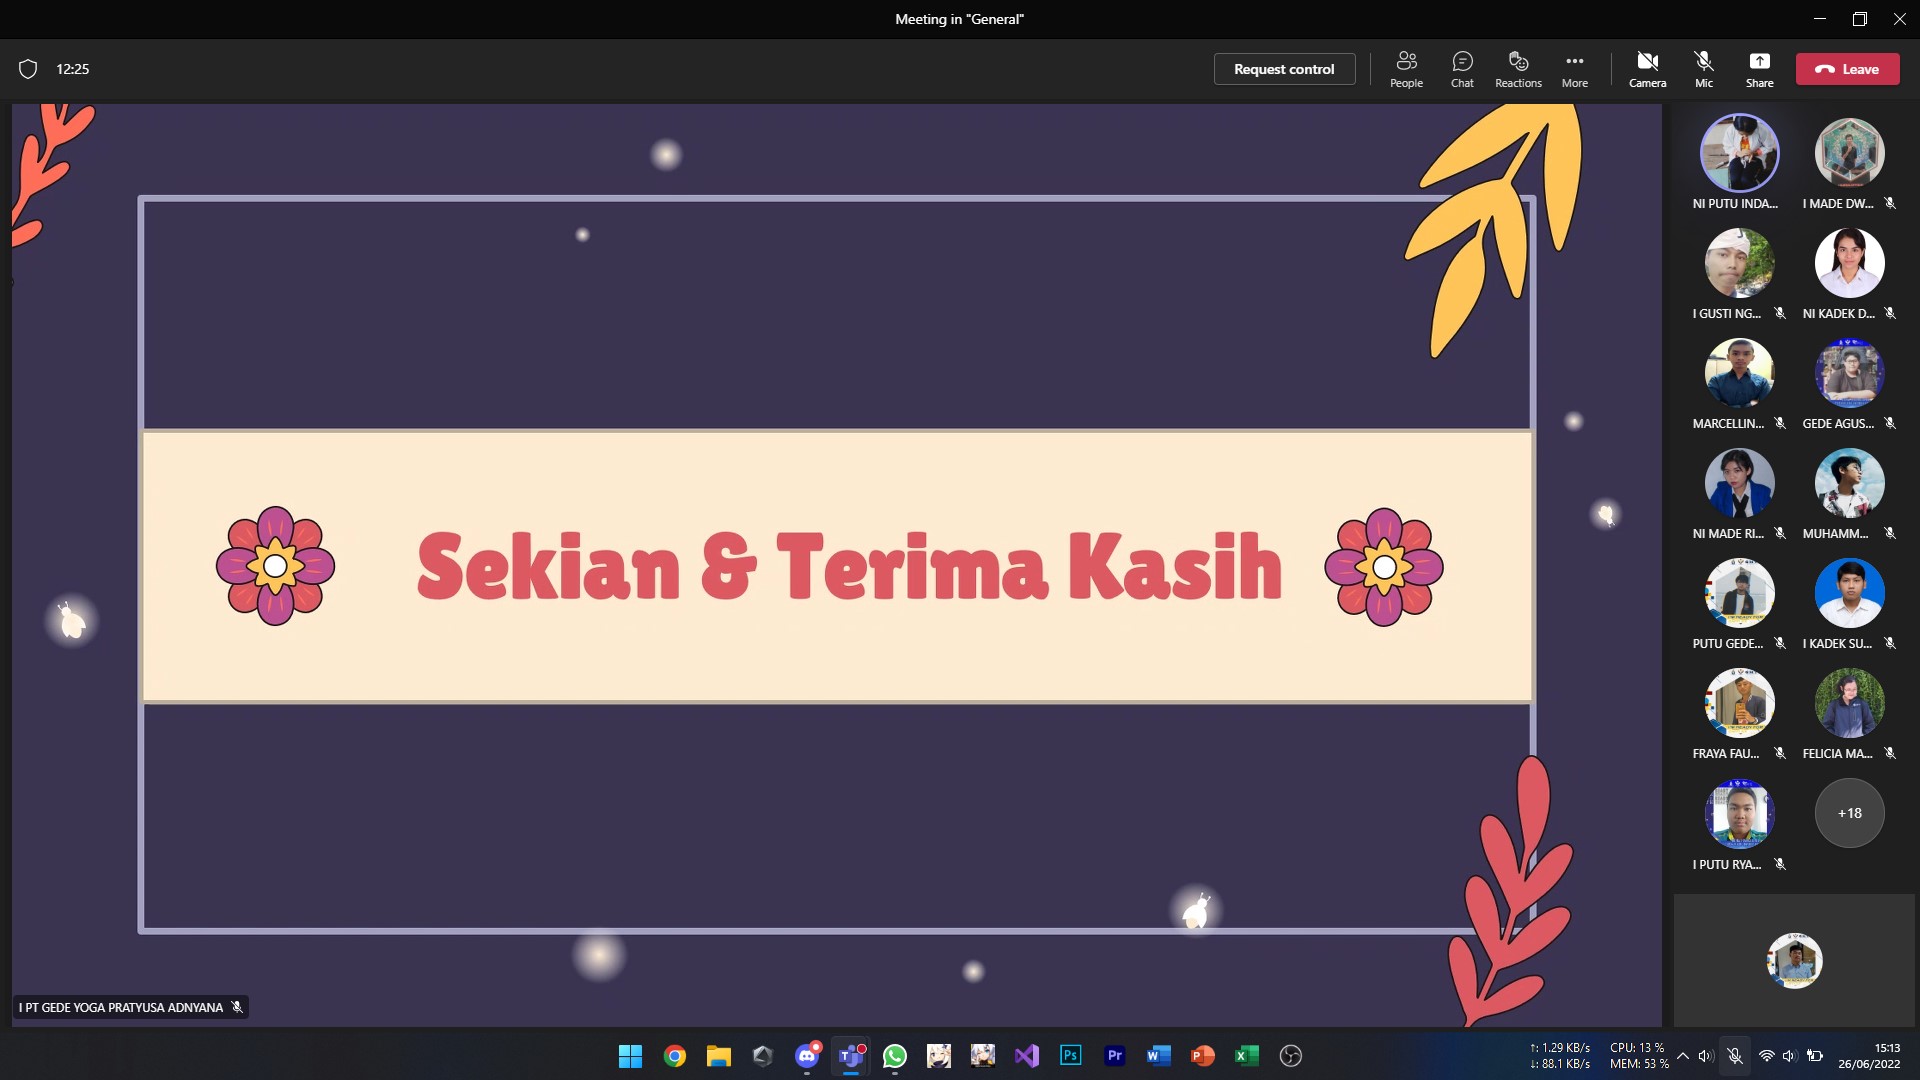 Meeting in "General"
12:25
Request control
People
Chat
Reactions
More
Camera
Mic
Share
Leave
NI PUTU INDA...
I MADE DW...
I GUSTI NG...
NI KADEK D...
MARCELLIN...
GEDE AGUS...
Sekian & Terima Kasih
NI MADE RI...
MUHAMM...
PUTU GEDE...
I KADEK SU...
FRAYA FAU...
FELICIA MA...
I PUTU RYA...
+18
I PT GEDE YOGA PRATYUSA ADNYANA
Ps
Pr
↑: 1.29 KB/s
↓: 88.1 KB/s
CPU: 13 %
MEM: 53 %
15:13
26/06/2022